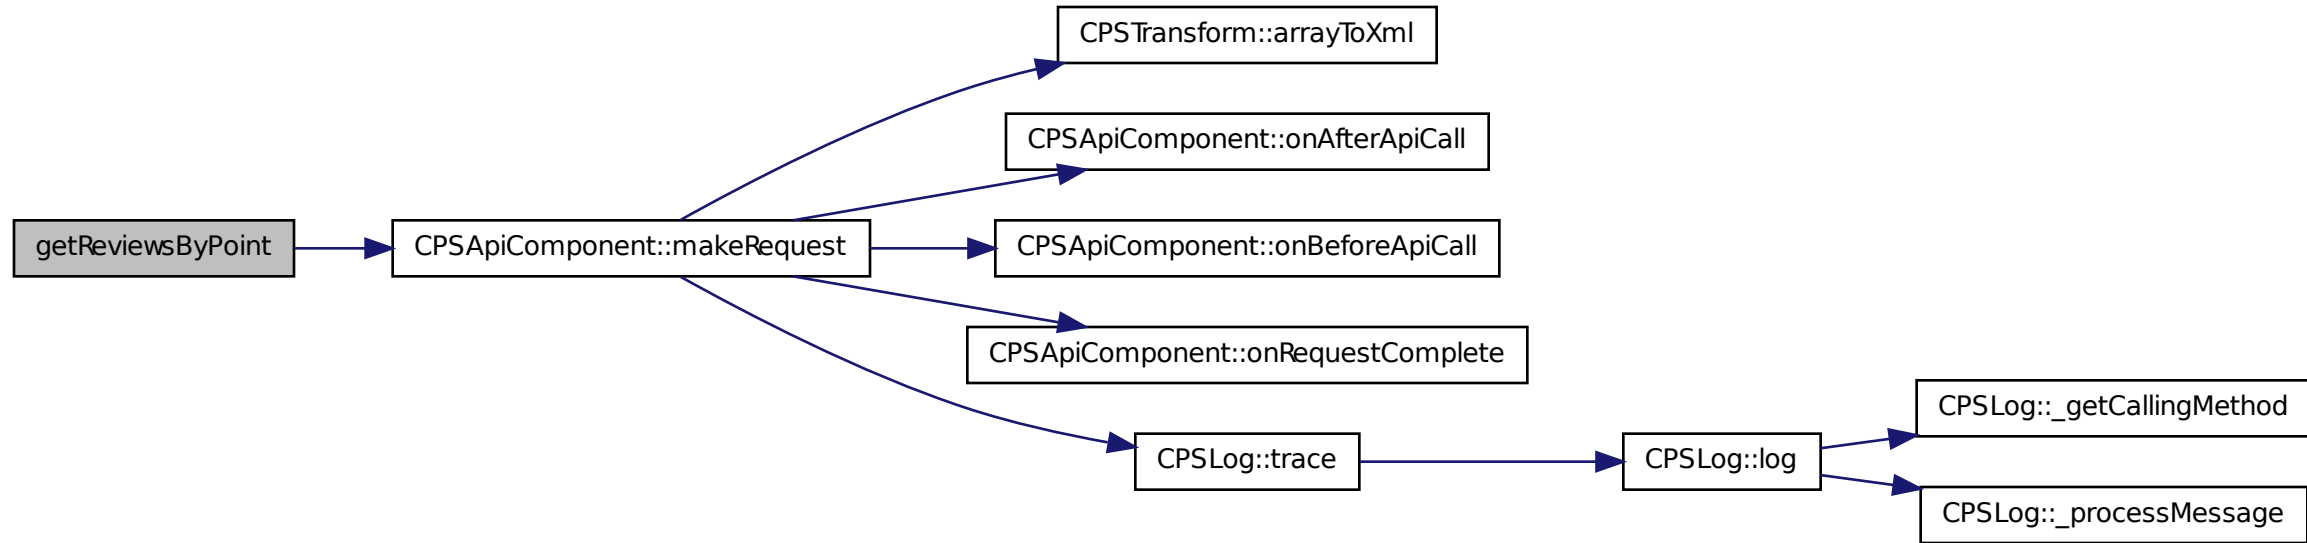 CPSTransform::arrayToXml
CPSApiComponent::onAfterApiCall
getReviewsByPoint
CPSApiComponent::makeRequest
CPSApiComponent::onBeforeApiCall
CPSApiComponent::onRequestComplete
CPSLog::_getCallingMethod
CPSLog::trace
CPSLog::log
CPSLog::_processMessage